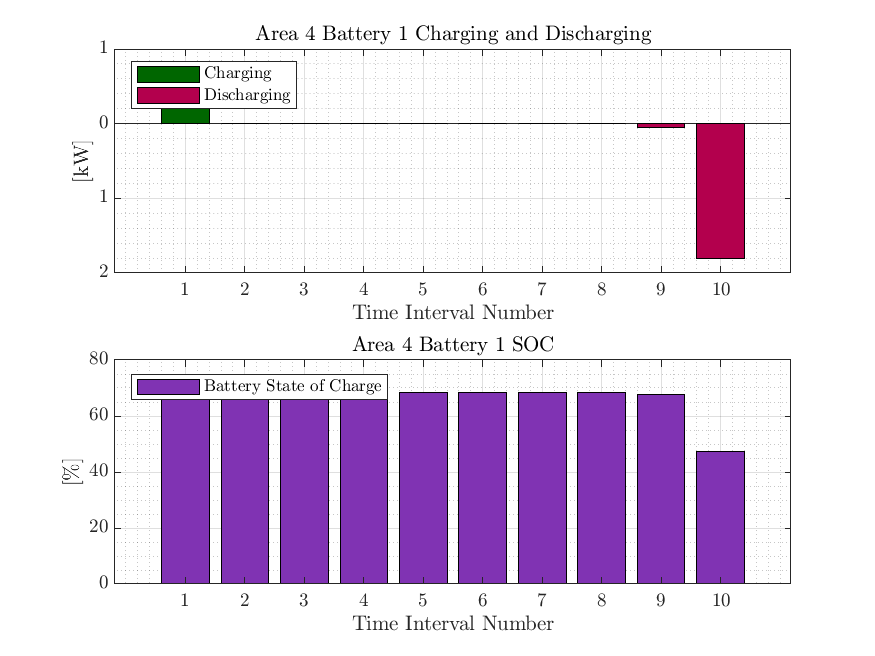 Area 4 Battery 1 Charging and Discharging
1
Charging
Discharging
0
[kW]
1
2
1 2 3 4 5 6 7 8 9 10
Time Interval Number
Area 4 Battery 1 SOC
80
Battery State of Charge
60
[%]
40
20
0
1 2 3 4 5 6 7 8 9 10
Time Interval Number